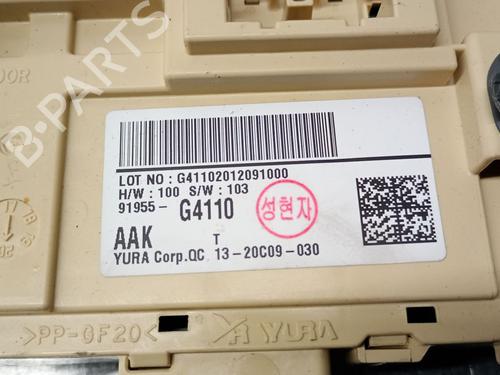 OOR
B-PARTS
LOT NO : G41102012091000
H/W : 100 S/W : 103
91955- G4110
성현자
AAK T
YURA Corp.QC 13-20C09-030
>PP-GF20<
YURA